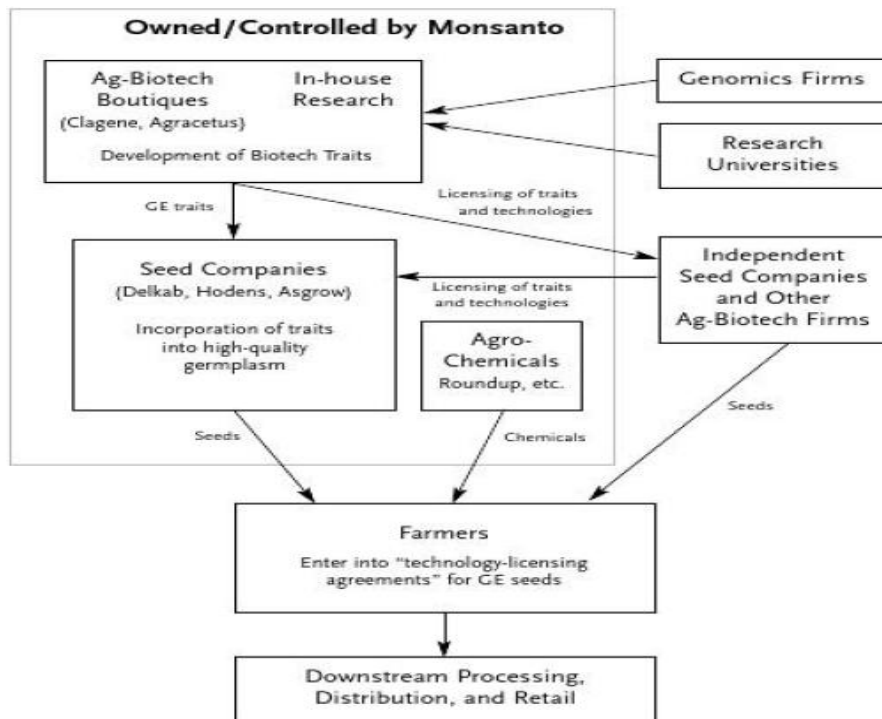 Owned/Controlled by Monsanto
Ag-Biotech
Boutiques
(Clagene, Agracetus}
In-house
Research
Development of Biotech Traits
Genomics Firms
Research
Universities
GE traits
Licensing of traits
and technologies
Seed Companies
(Delkab, Hodens, Asgrow)
Incorporation of traits
into high-quality
germplasm
Licensing of traits
and technologies
Independent
Seed Companies
and Other
Ag-Biotech Firms
Agro-
Chemicals
Roundup, etc.
Seeds
Chemicals
Seeds
Farmers
Enter into "technology-licensing
agreements" for GE seeds
Downstream Processing,
Distribution, and Retail